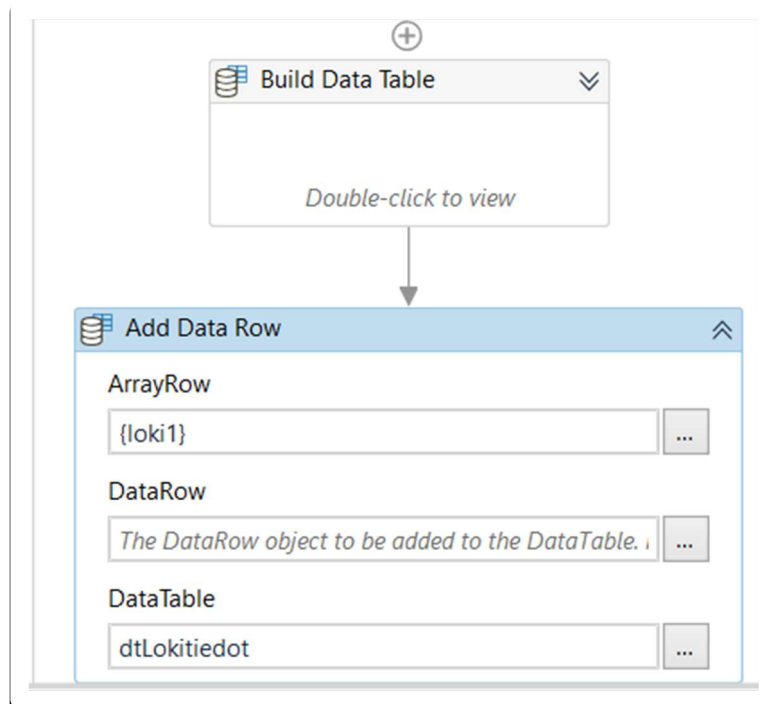 Build Data Table
Double-click to view
Add Data Row
ArrayRow
{loki1}
...
DataRow
The DataRow object to be added to the DataTable.
...
DataTable
dtLokitiedot
...